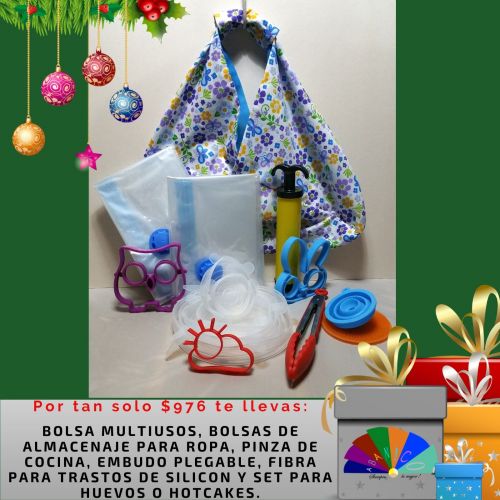 Por tan solo $976 te llevas:
BOLSA MULTIUSOS, BOLSAS DE
ALMACENAJE PARA ROPA, PINZA DE
COCINA, EMBUDO PLEGABLE, FIBRA
PARA TRASTOS DE SILICON Y SET PARA
HUEVOS O HOTCAKES.